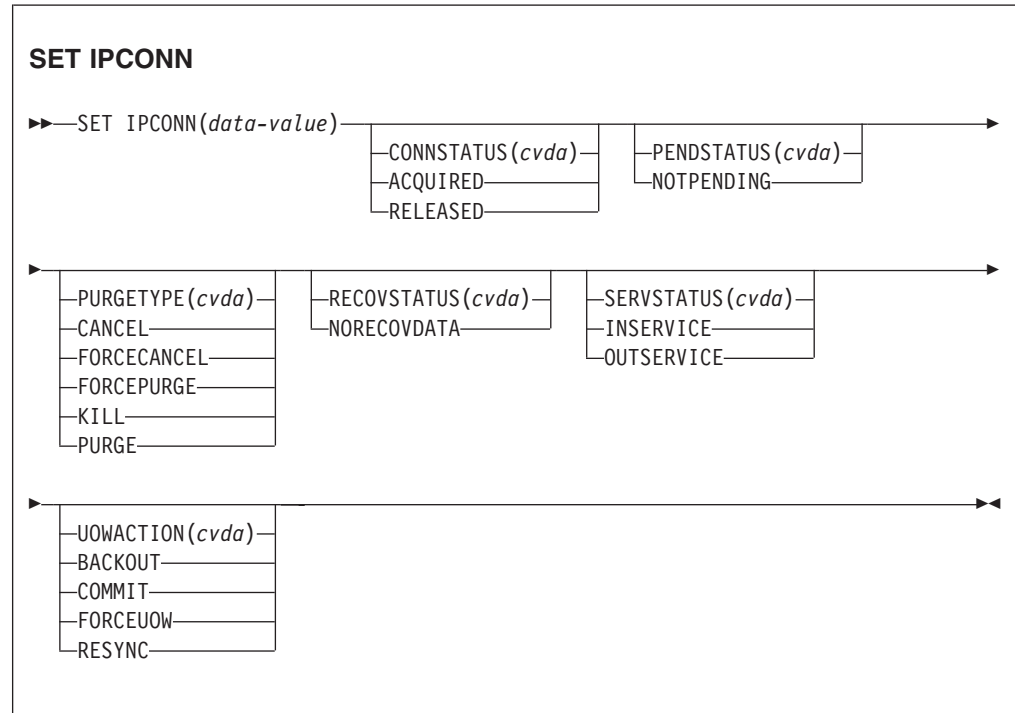 SET IPCONN
SET IPCONN(data-value)
CONNSTATUS(cvda) PENDSTATUS(cvda)
ACQUIRED NOTPENDING
RELEASED
PURGETYPE(cvda) RECOVSTATUS(cvda) SERVSTATUS(cvda)
CANCEL NORECOVDATA INSERVICE
FORCECANCEL OUTSERVICE
FORCEPURGE
KILL
PURGE
UOWACTION(cvda)
BACKOUT
COMMIT
FORCEUOW
RESYNC